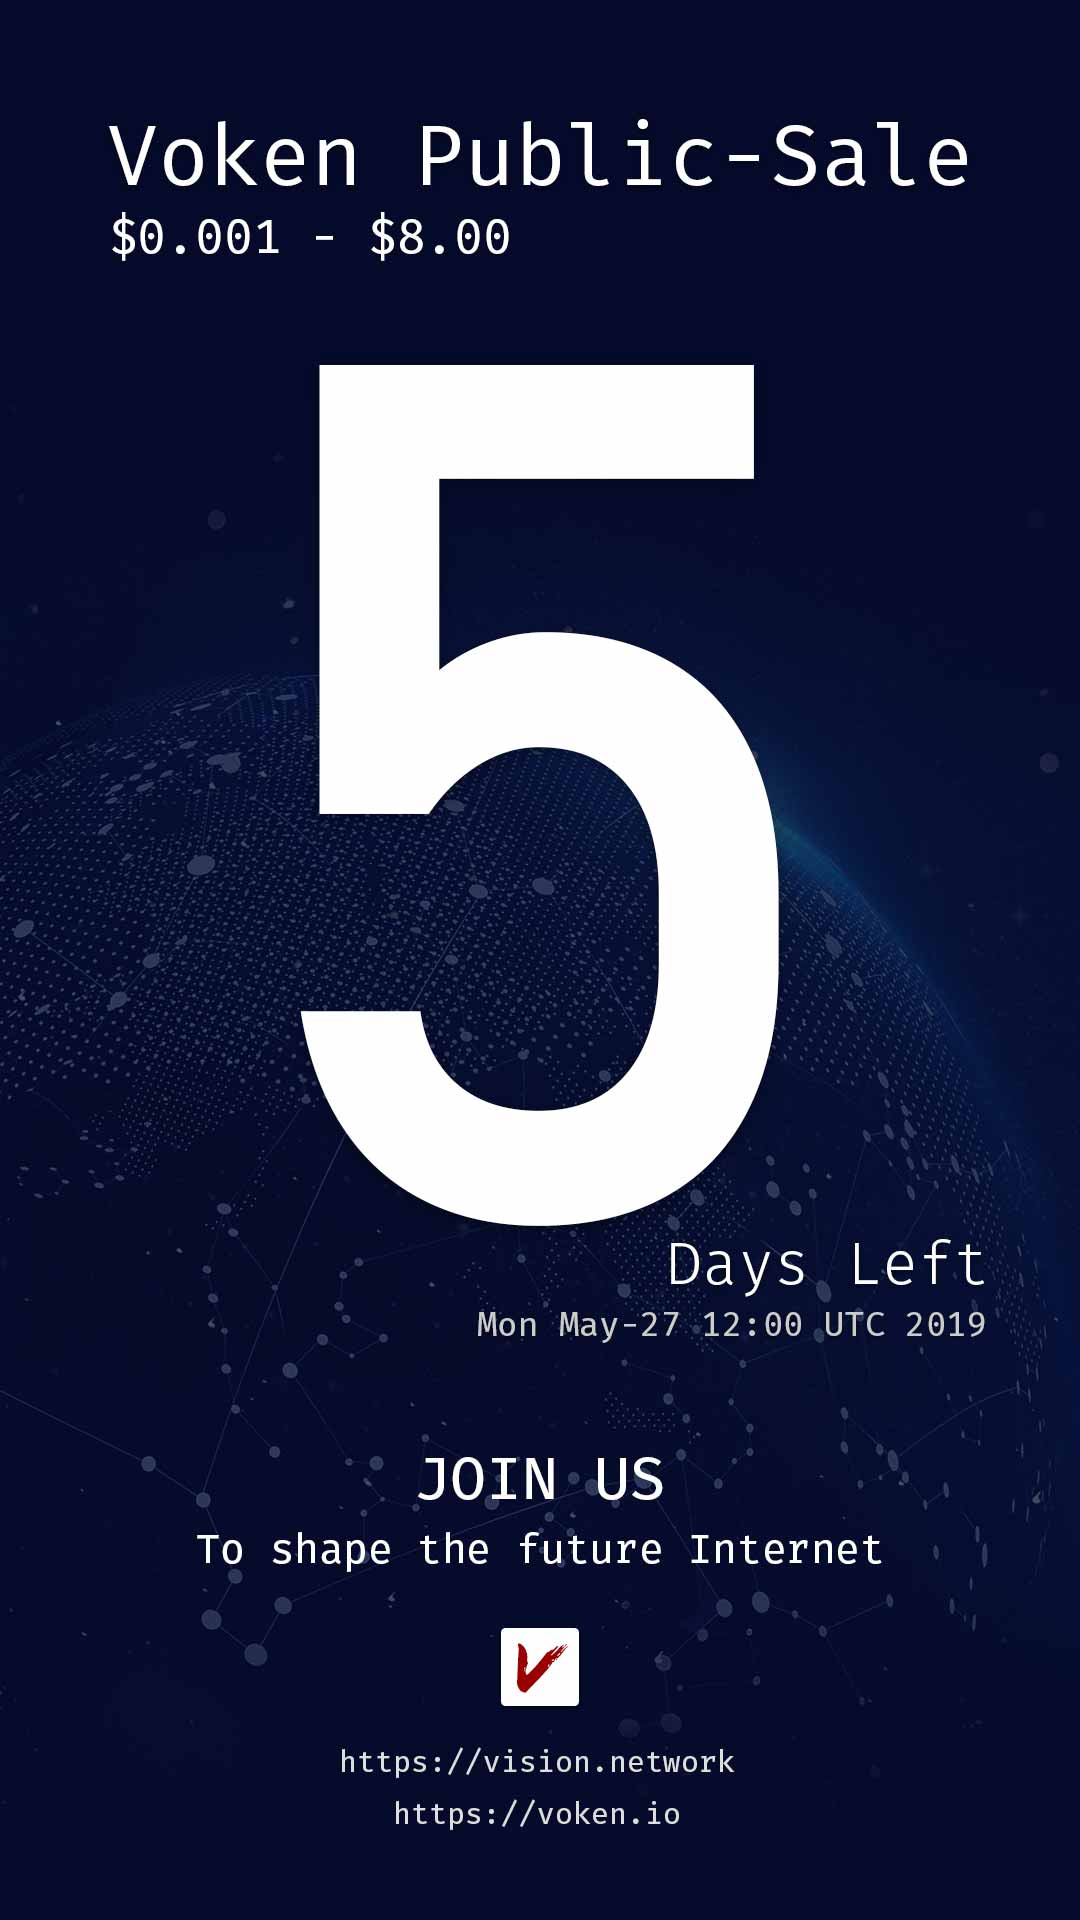 Voken Public-Sale
$0.001 - $8.00
5
Days Left
Mon May-27 12:00 UTC 2019
JOIN US
To shape the future Internet
V
https://vision.network
https://voken.io